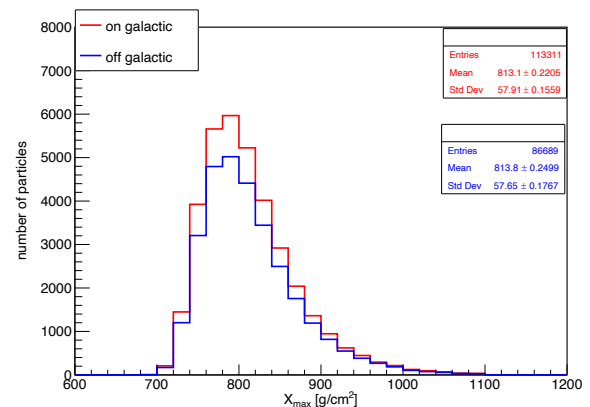 on galactic
off galactic
Entries 113311
Mean 813.1 ± 0.2205
Std Dev 57.91 ± 0.1559
Entries 86689
Mean 813.8 ± 0.2499
Std Dev 57.65 ± 0.1767
number of particles
8000
7000
6000
5000
4000
3000
2000
1000
0
600 700 800 900 1000 1100 1200
Xmax [g/cm²]